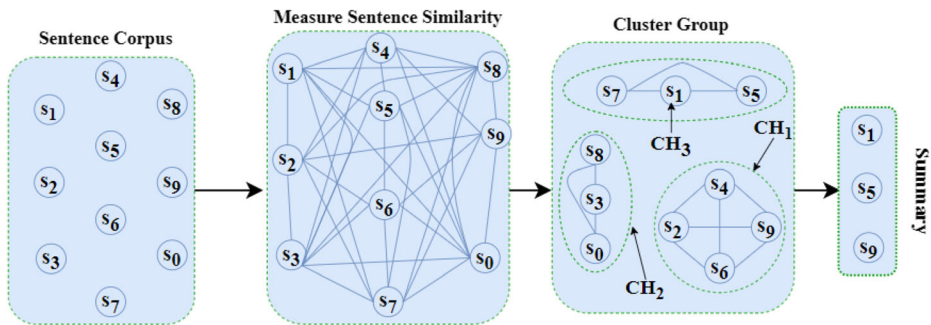 Sentence Corpus
S4
S1
S8
S5
S2
S9
S6
S3
S0
S7
Measure Sentence Similarity
S4
S1
S8
S5
S9
S2
S6
S3
S0
S7
Cluster Group
S7
S1
S5
CH3
CH1
S8
S3
S0
S4
S2
S9
S6
CH2
S1
S5
S9
Summary